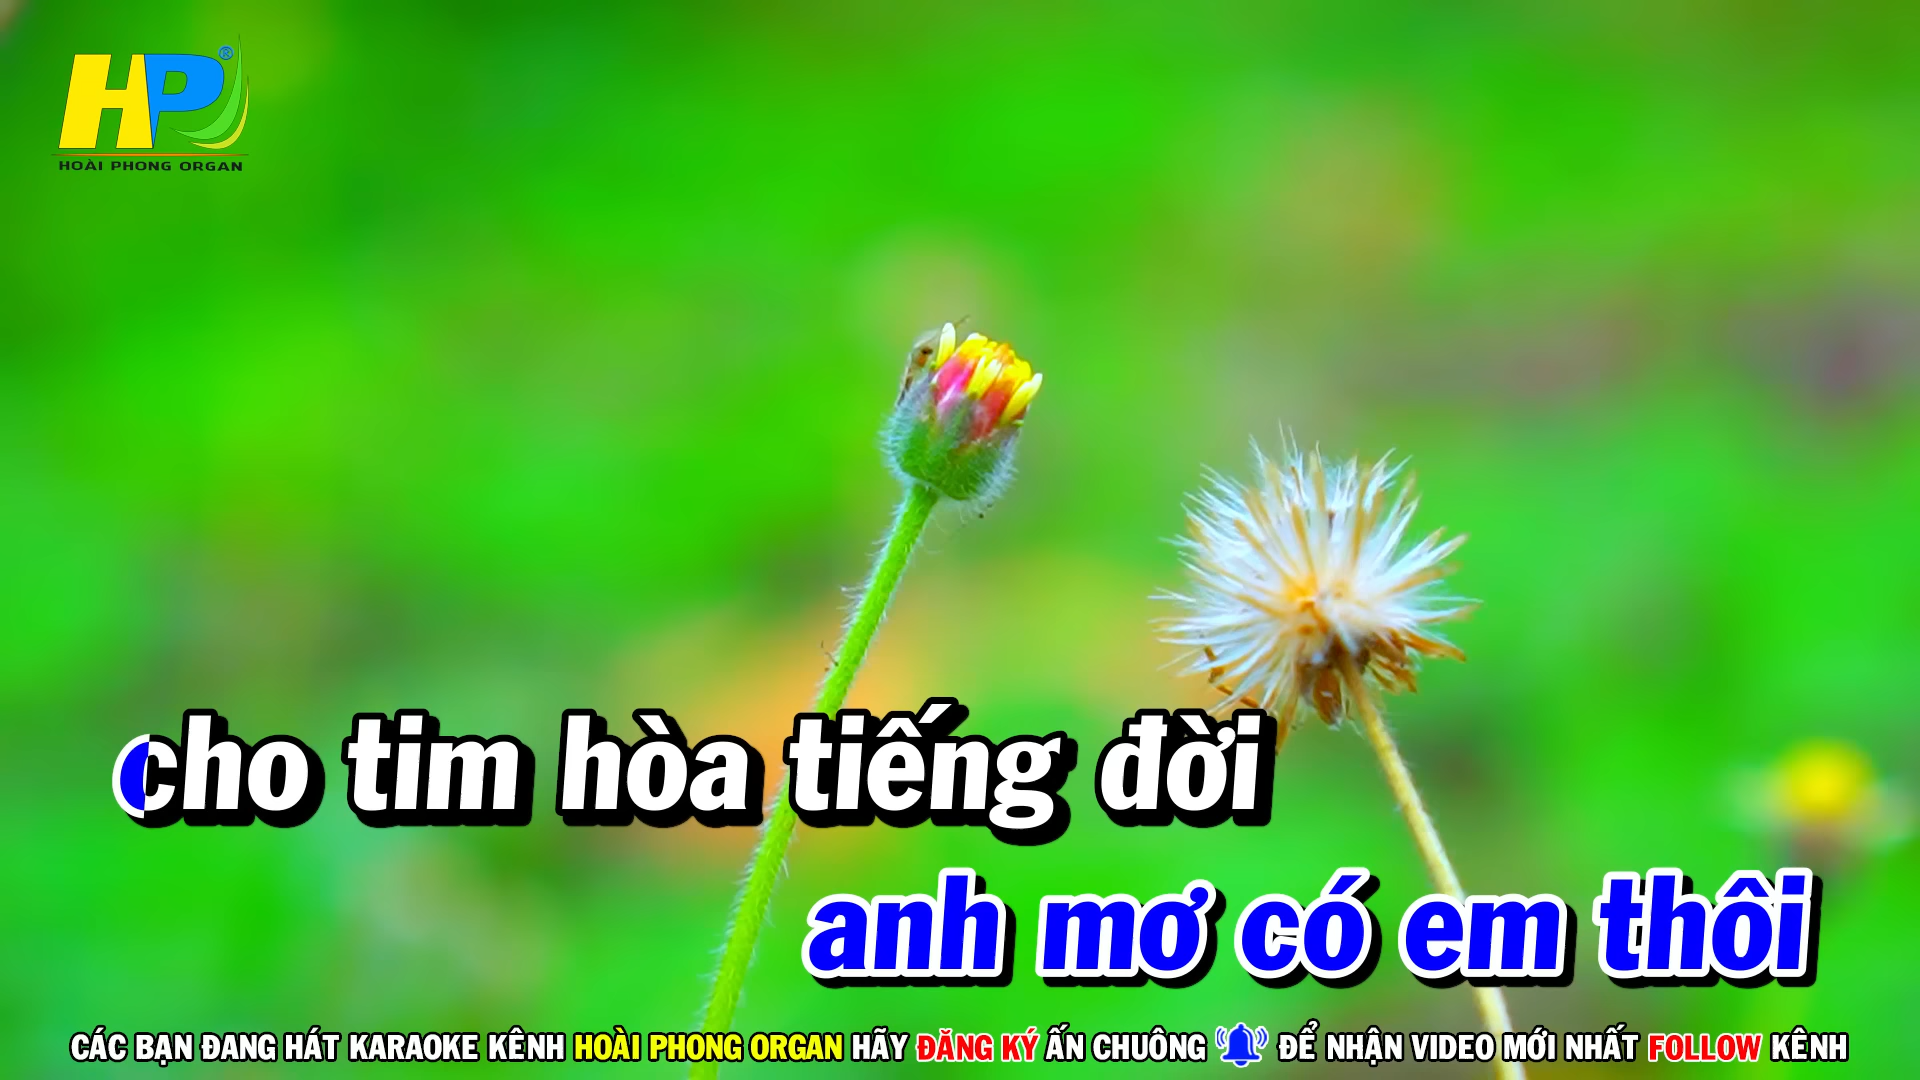 HP®
HOÀI PHONG ORGAN
cho tim hòa tiếng đời
anh mơ có em thôi
CÁC BẠN ĐANG HÁT KARAOKE KÊNH HOÀI PHONG ORGAN HÃY ĐĂNG KÝ ẤN CHUÔNG ĐỂ NHẬN VIDEO MỚI NHẤT FOLLOW KÊNH